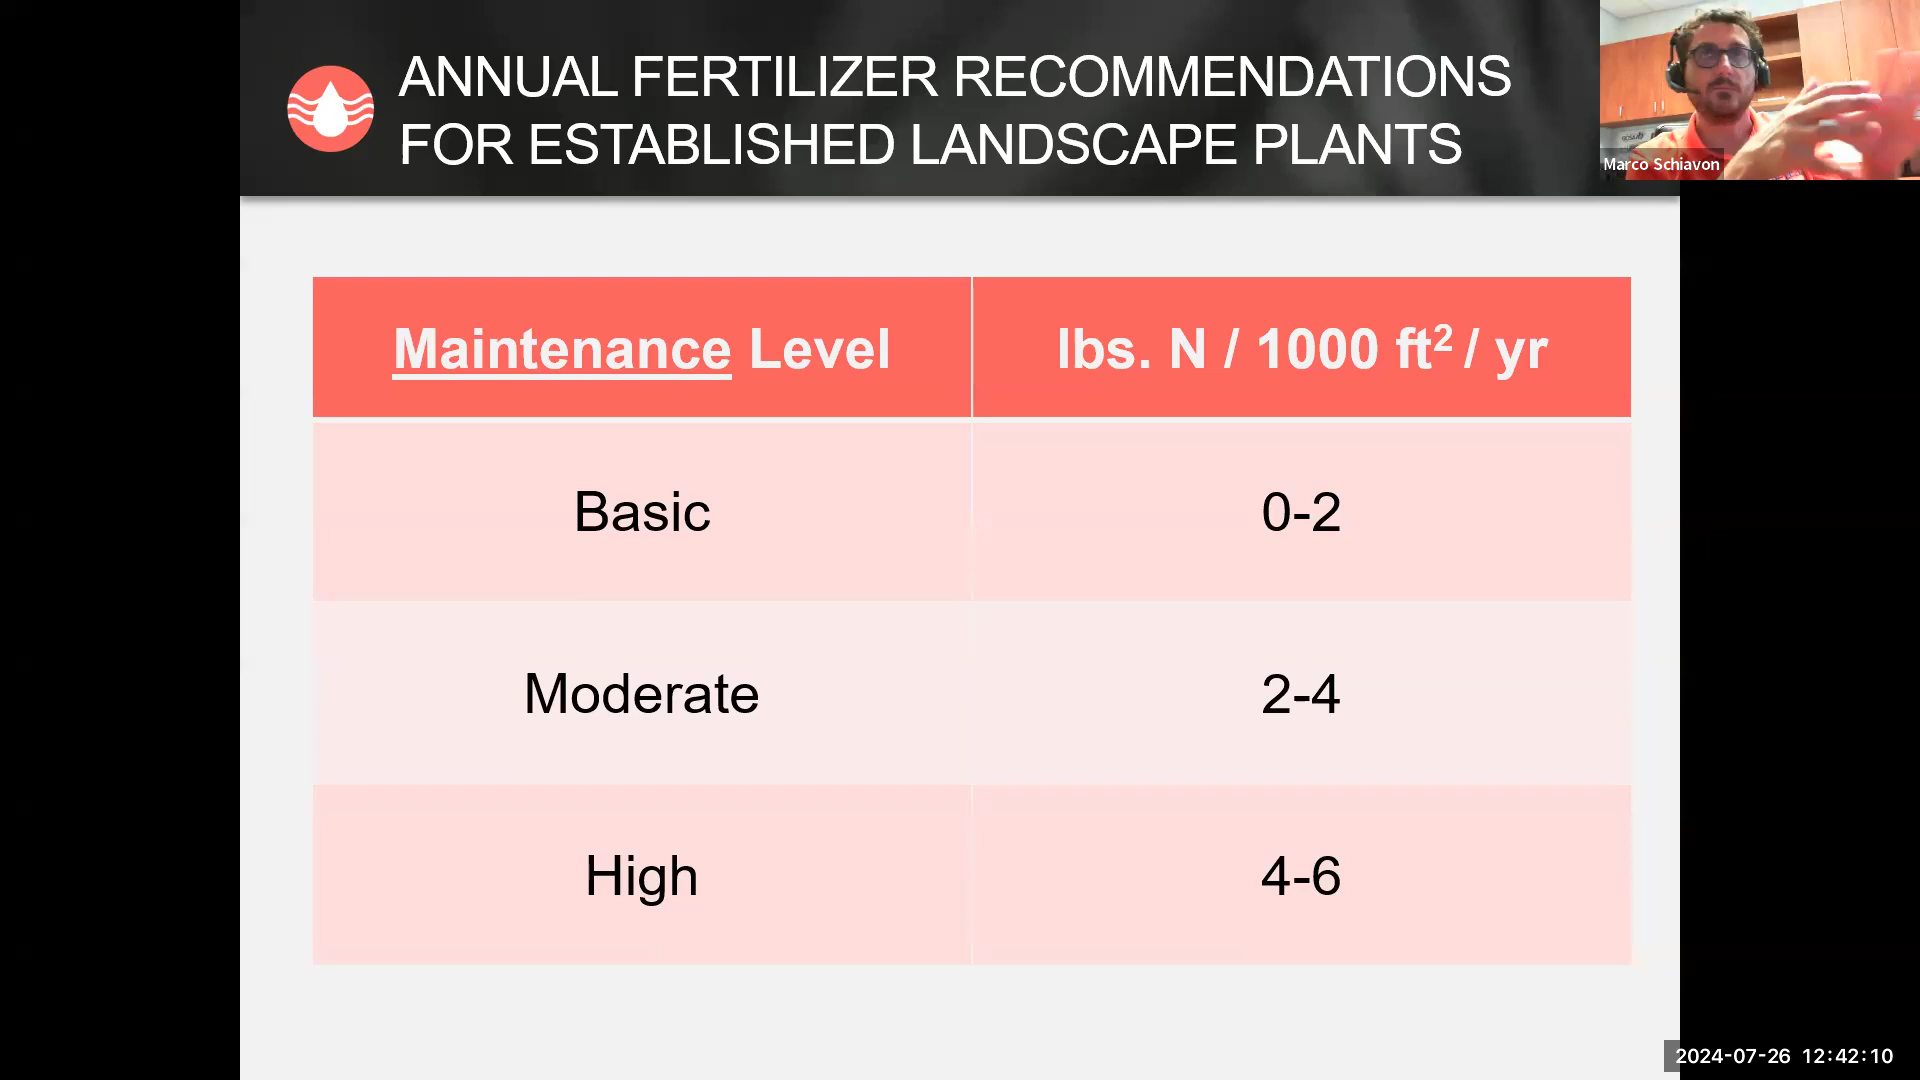 ANNUAL FERTILIZER RECOMMENDATIONS
FOR ESTABLISHED LANDSCAPE PLANTS
Marco Schiavon
Maintenance Level
lbs. N / 1000 ft² / yr
Basic
0-2
Moderate
2-4
High
4-6
2024-07-26 12:42:10